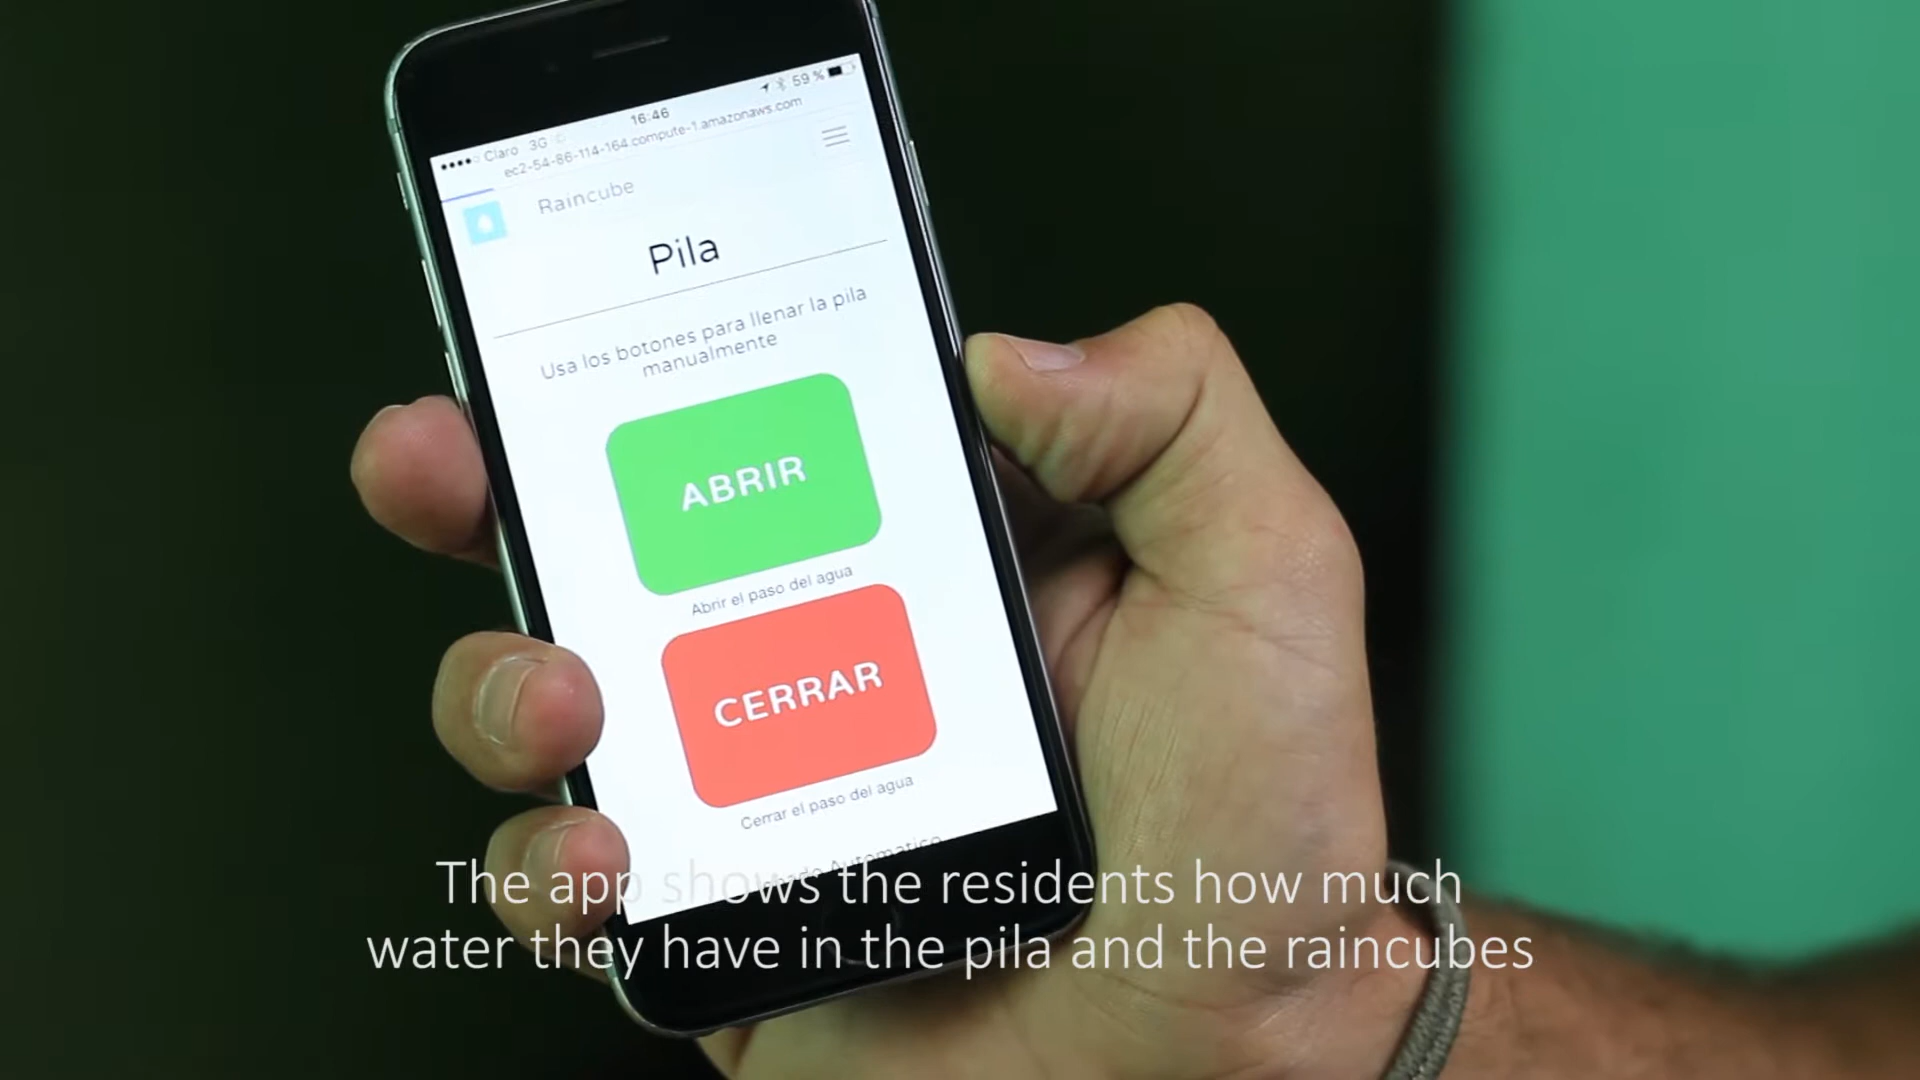 Claro 3G
16:46
59 %
ec2-54-86-114-164.compute-1.amazonaws.com
Raincube
Pila
Usa los botones para llenar la pila
manualmente
ABRIR
Abrir el paso del agua
CERRAR
Cerrar el paso del agua
Automatico
The app shows the residents how much
water they have in the pila and the raincubes